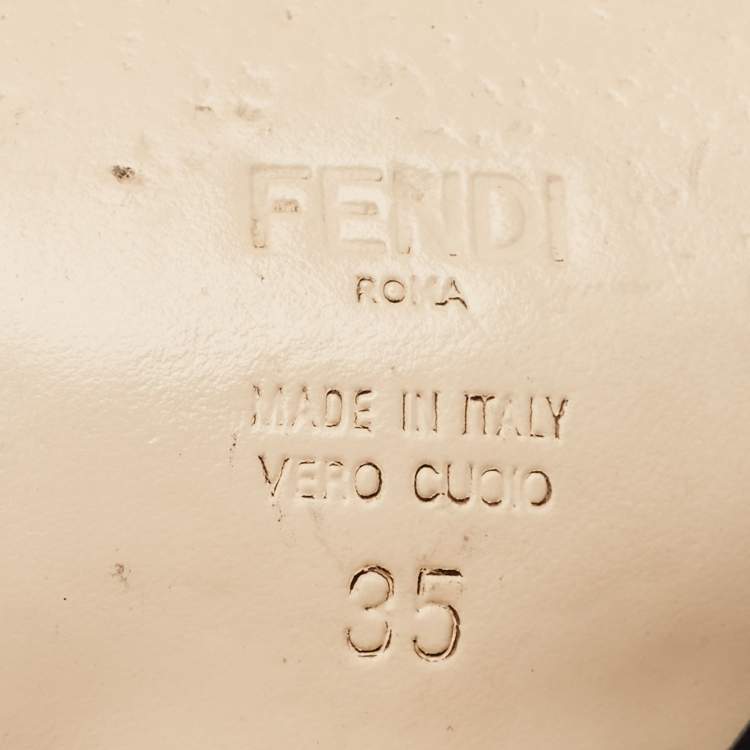 FENDI
ROMA
MADE IN ITALY
VERO CUOIO
35